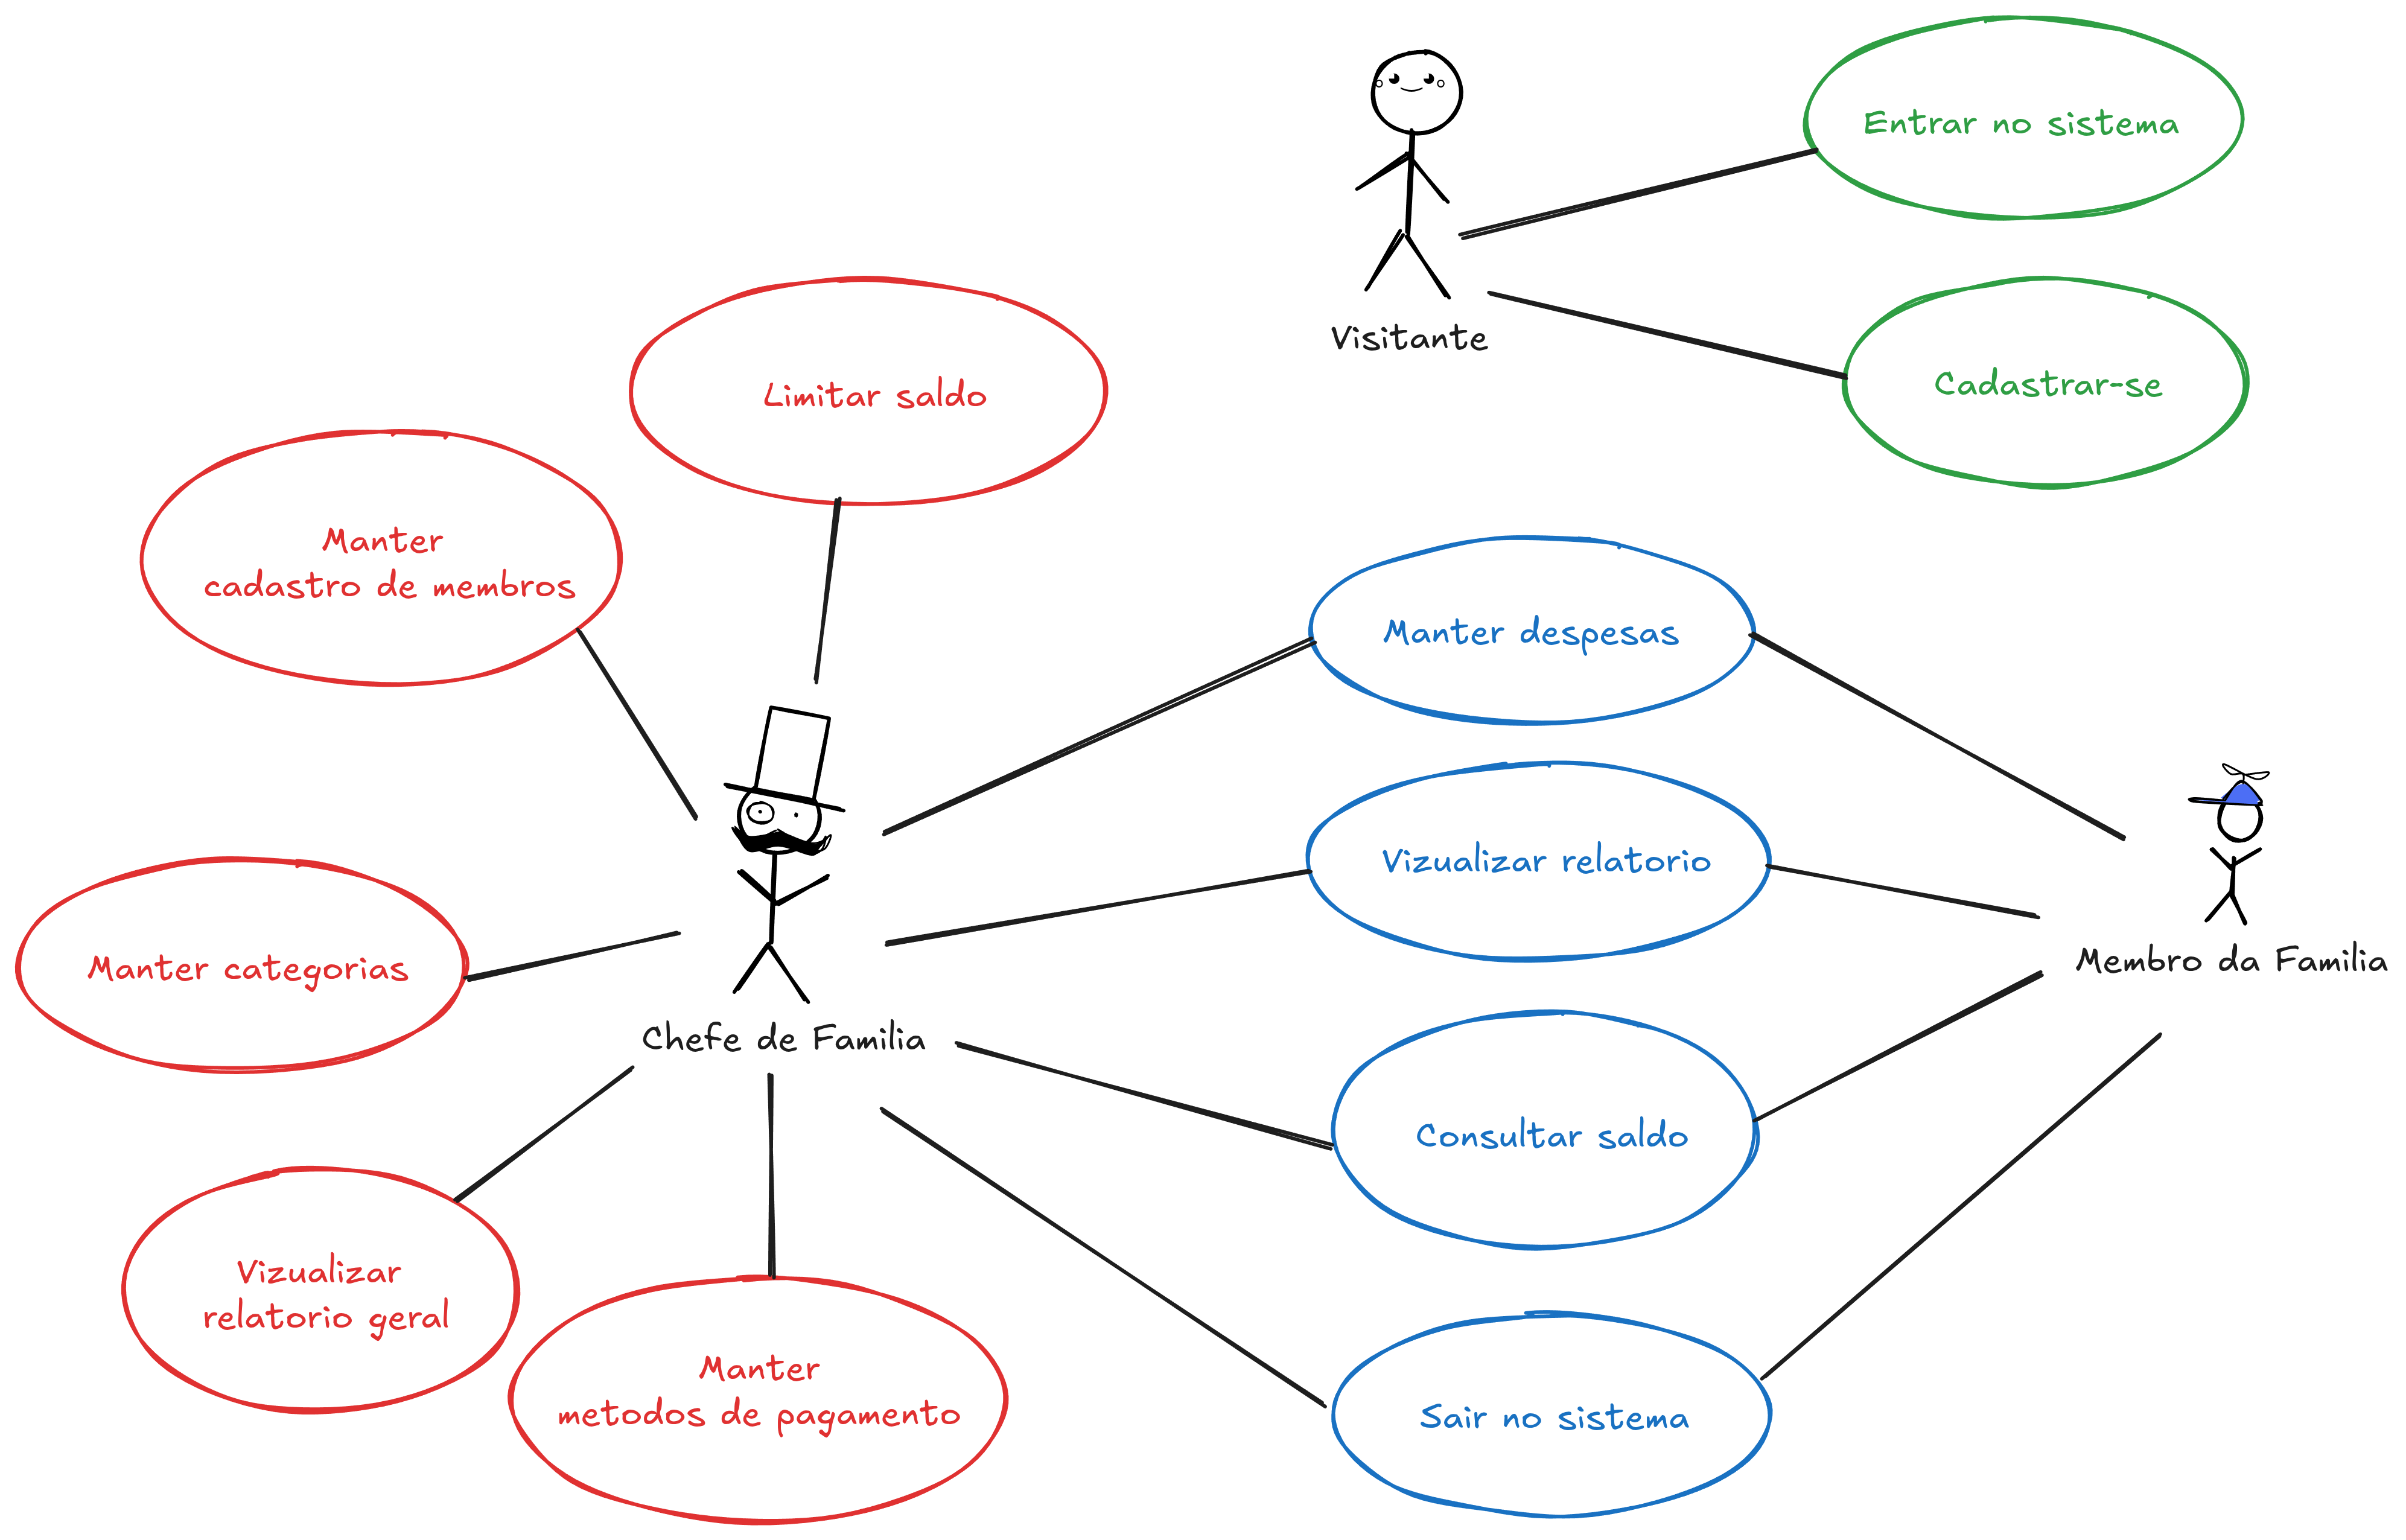 Entrar no sistema
Visitante
Cadastrar-se
Limitar saldo
Manter
cadastro de membros
Manter despesas
Vizualizar relatorio
Manter categorias
Membro da Familia
Chefe de Familia
Consultar saldo
Vizualizar
relatorio geral
Manter
metodos de pagamento
Sair no sistema